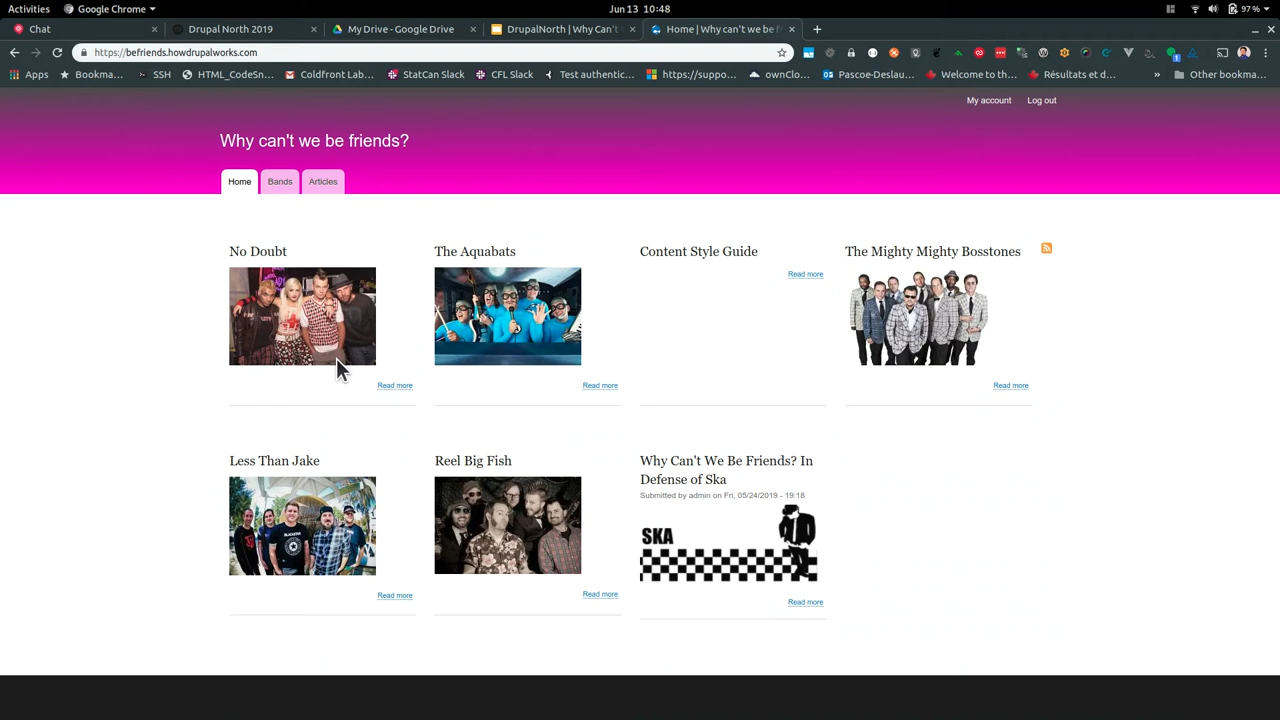 Activities
Google Chrome
Jun 13 10:48
97%
Chat
Drupal North 2019
My Drive - Google Drive
DrupalNorth | Why Can't
Home | Why can't we be fr
https://befriends.howdrupalworks.com
Apps
Bookma...
SSH
HTML_CodeSn...
Coldfront Lab...
StatCan Slack
CFL Slack
Test authentic...
https://suppo...
ownClo...
Pascoe-Deslau...
Welcome to th...
Résultats et d...
»
Other bookma...
My account
Log out
Why can't we be friends?
Home
Bands
Articles
No Doubt
The Aquabats
Content Style Guide
The Mighty Mighty Bosstones
Read more
Read more
Read more
Read more
Less Than Jake
Reel Big Fish
Why Can't We Be Friends? In
Defense of Ska
Submitted by admin on Fri, 05/24/2019 - 19:18
SKA
Read more
Read more
Read more